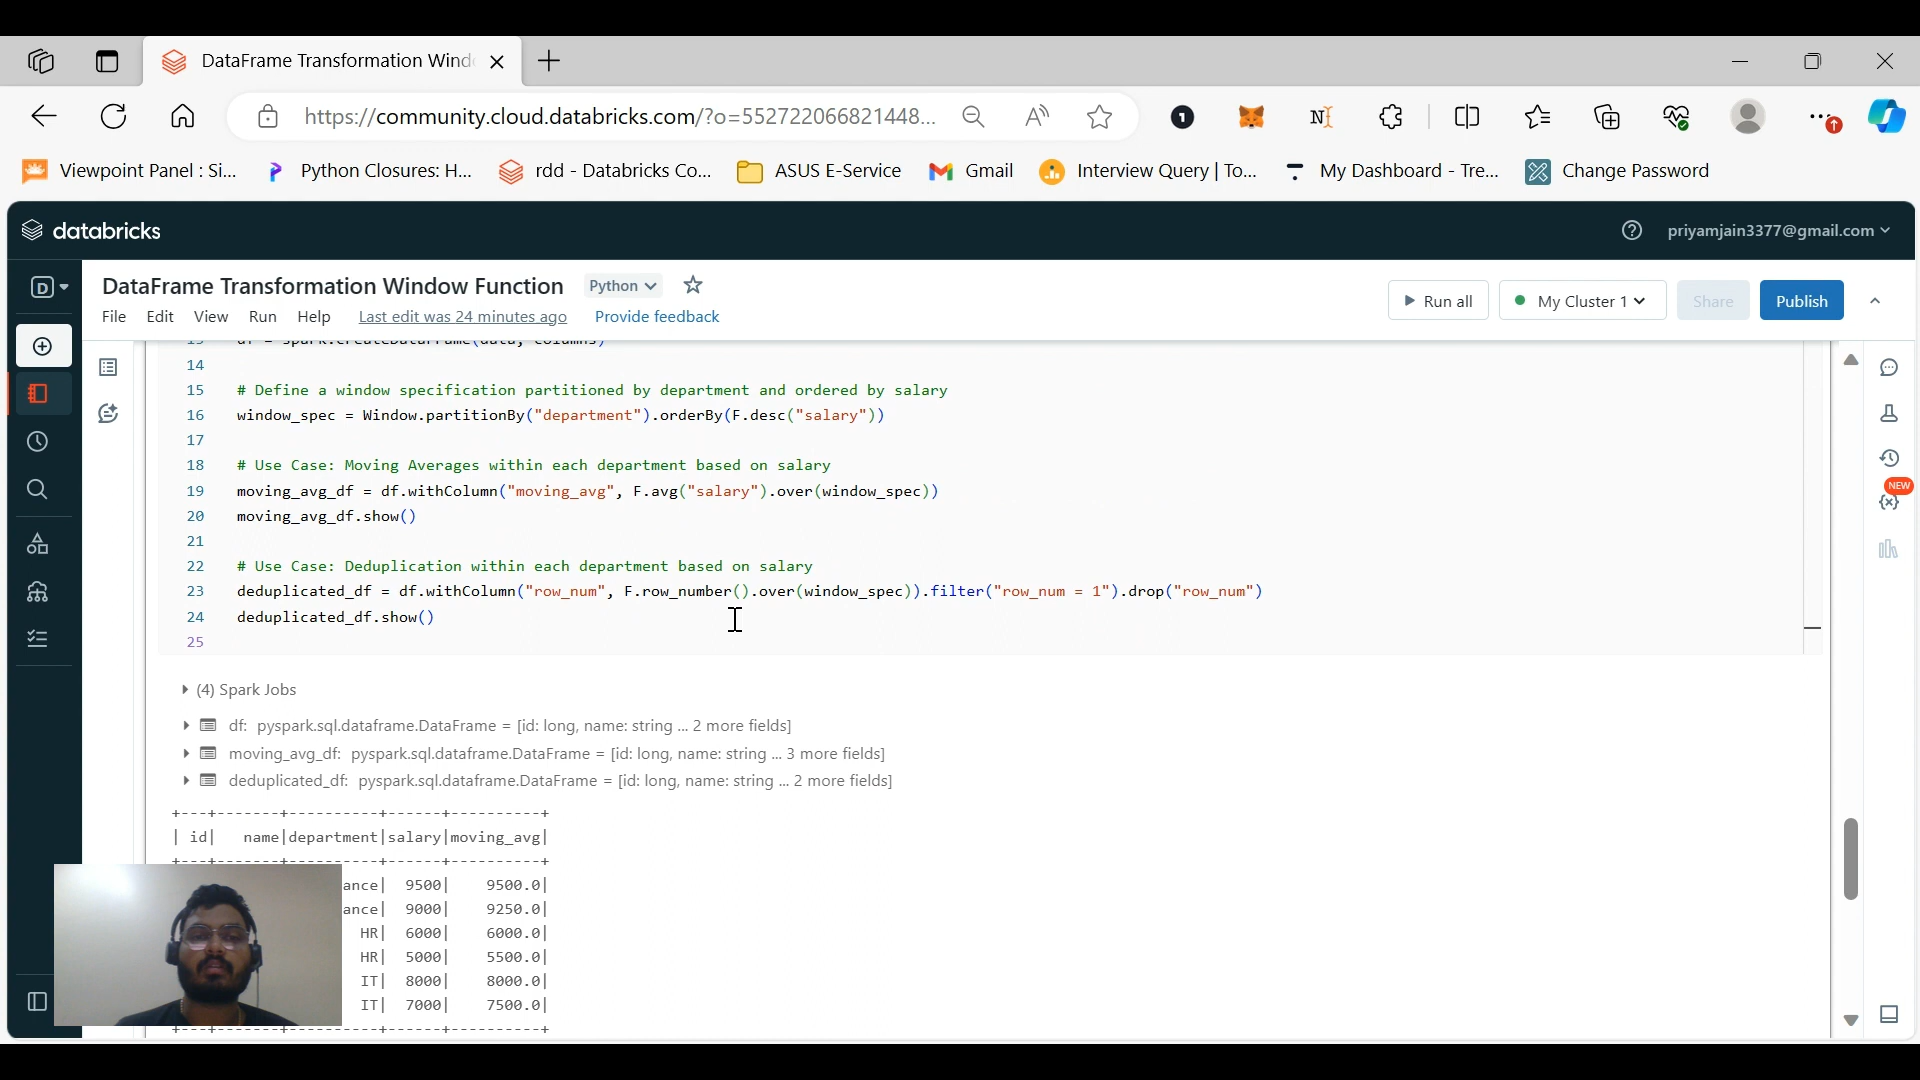 DataFrame Transformation Wind
https://community.cloud.databricks.com/?o=552722066821448...
Viewpoint Panel : Si...
Python Closures: H...
rdd - Databricks Co...
ASUS E-Service
Gmail
Interview Query | To...
My Dashboard - Tre...
Change Password
databricks
priyamjain3377@gmail.com
D
DataFrame Transformation Window Function
Python
File Edit View Run Help Last edit was 24 minutes ago Provide feedback
Run all
My Cluster 1
Share
Publish
NEW
14
15 # Define a window specification partitioned by department and ordered by salary
16 window_spec = Window.partitionBy("department").orderBy(F.desc("salary"))
17
18 # Use Case: Moving Averages within each department based on salary
19 moving_avg_df = df.withColumn("moving_avg", F.avg("salary").over(window_spec))
20 moving_avg_df.show()
21
22 # Use Case: Deduplication within each department based on salary
23 deduplicated_df = df.withColumn("row_num", F.row_number().over(window_spec)).filter("row_num = 1").drop("row_num")
24 deduplicated_df.show()
25
(4) Spark Jobs
df: pyspark.sql.dataframe.DataFrame = [id: long, name: string ... 2 more fields]
moving_avg_df: pyspark.sql.dataframe.DataFrame = [id: long, name: string ... 3 more fields]
deduplicated_df: pyspark.sql.dataframe.DataFrame = [id: long, name: string ... 2 more fields]
+---+-------+----------+------+----------+
| id|   name|department|salary|moving_avg|
+---+-------+----------+------+----------+
ance|  9500|    9500.0|
ance|  9000|    9250.0|
HR|  6000|    6000.0|
HR|  5000|    5500.0|
IT|  8000|    8000.0|
IT|  7000|    7500.0|
+---+-------+----------+------+----------+